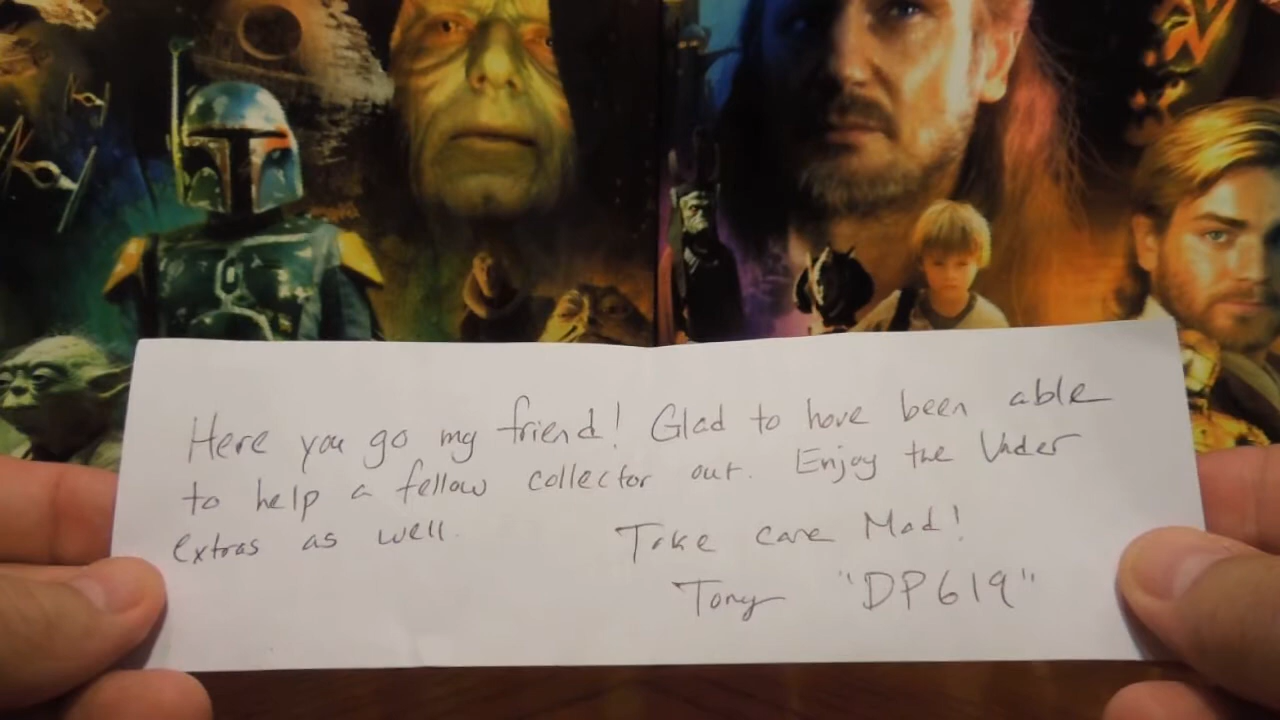 Here you go my friend! Glad to have been able
to help a fellow collector out. Enjoy the Vader
extras as well.
Take care Mad!
Tony "DP619"